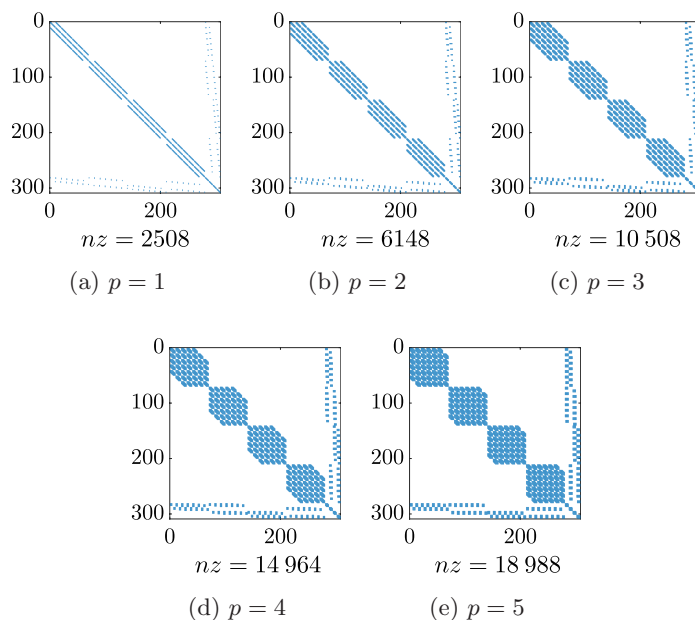 0
100
200
300
0 200
nz = 2508
(a) p = 1
0
100
200
300
0 200
nz = 6148
(b) p = 2
0
100
200
300
0 200
nz = 10 508
(c) p = 3
0
100
200
300
0 200
nz = 14 964
(d) p = 4
0
100
200
300
0 200
nz = 18 988
(e) p = 5